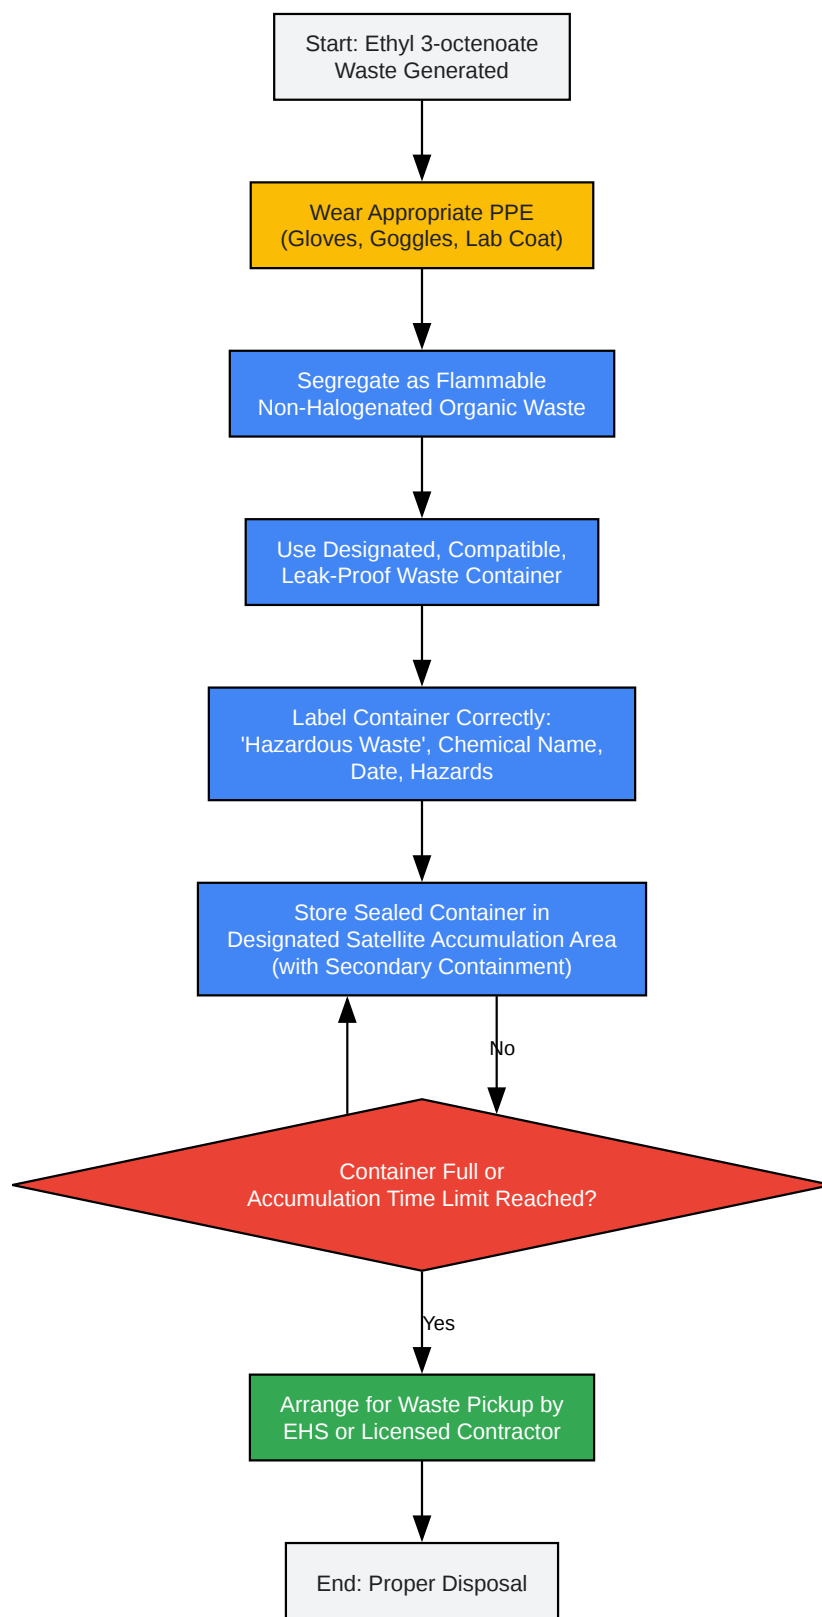 Start: Ethyl 3-octenoate
Waste Generated
Wear Appropriate PPE
(Gloves, Goggles, Lab Coat)
Segregate as Flammable
Non-Halogenated Organic Waste
Use Designated, Compatible,
Leak-Proof Waste Container
Label Container Correctly:
'Hazardous Waste', Chemical Name,
Date, Hazards
Store Sealed Container in
Designated Satellite Accumulation Area
(with Secondary Containment)
No
Container Full or
Accumulation Time Limit Reached?
Yes
Arrange for Waste Pickup by
EHS or Licensed Contractor
End: Proper Disposal